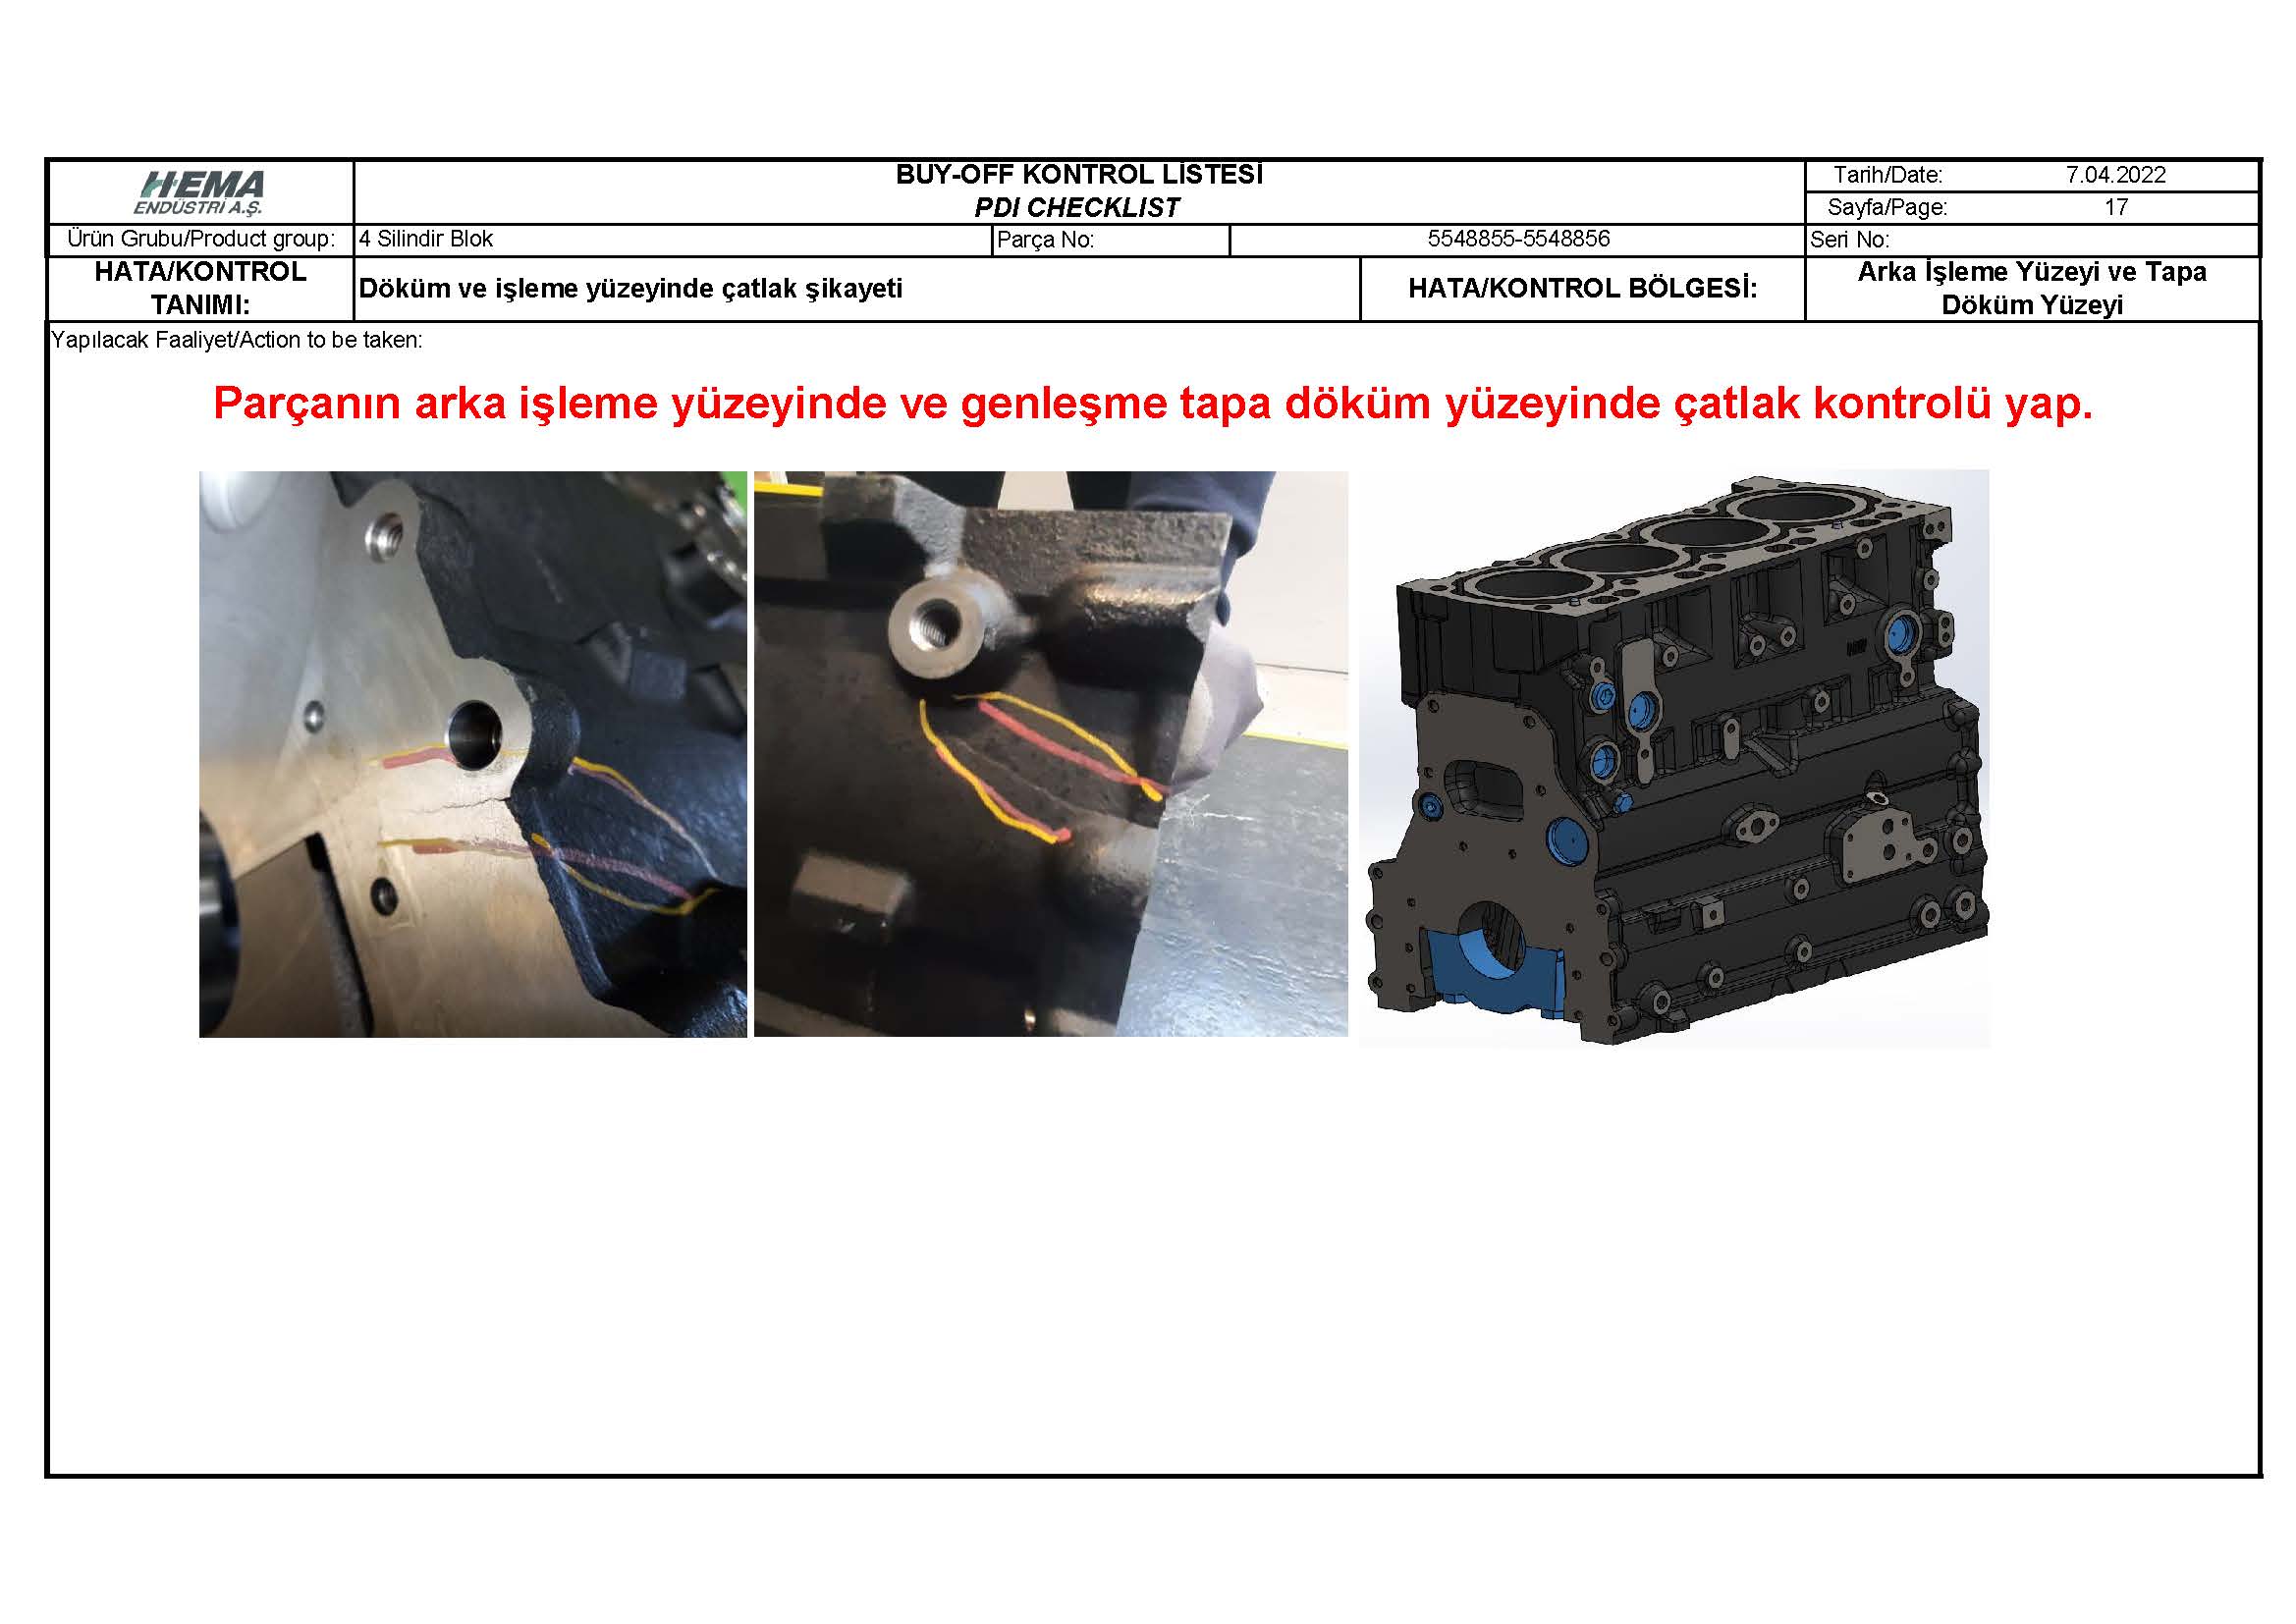 HEMA
ENDÜSTRİ A.Ş.
BUY-OFF KONTROL LİSTESİ
PDI CHECKLIST
Tarih/Date: 7.04.2022
Sayfa/Page: 17
Ürün Grubu/Product group: 4 Silindir Blok Parça No: 5548855-5548856 Seri No:
HATA/KONTROL
TANIMI:
Döküm ve işleme yüzeyinde çatlak şikayeti
HATA/KONTROL BÖLGESİ:
Arka İşleme Yüzeyi ve Tapa
Döküm Yüzeyi
Yapılacak Faaliyet/Action to be taken:
Parçanın arka işleme yüzeyinde ve genleşme tapa döküm yüzeyinde çatlak kontrolü yap.